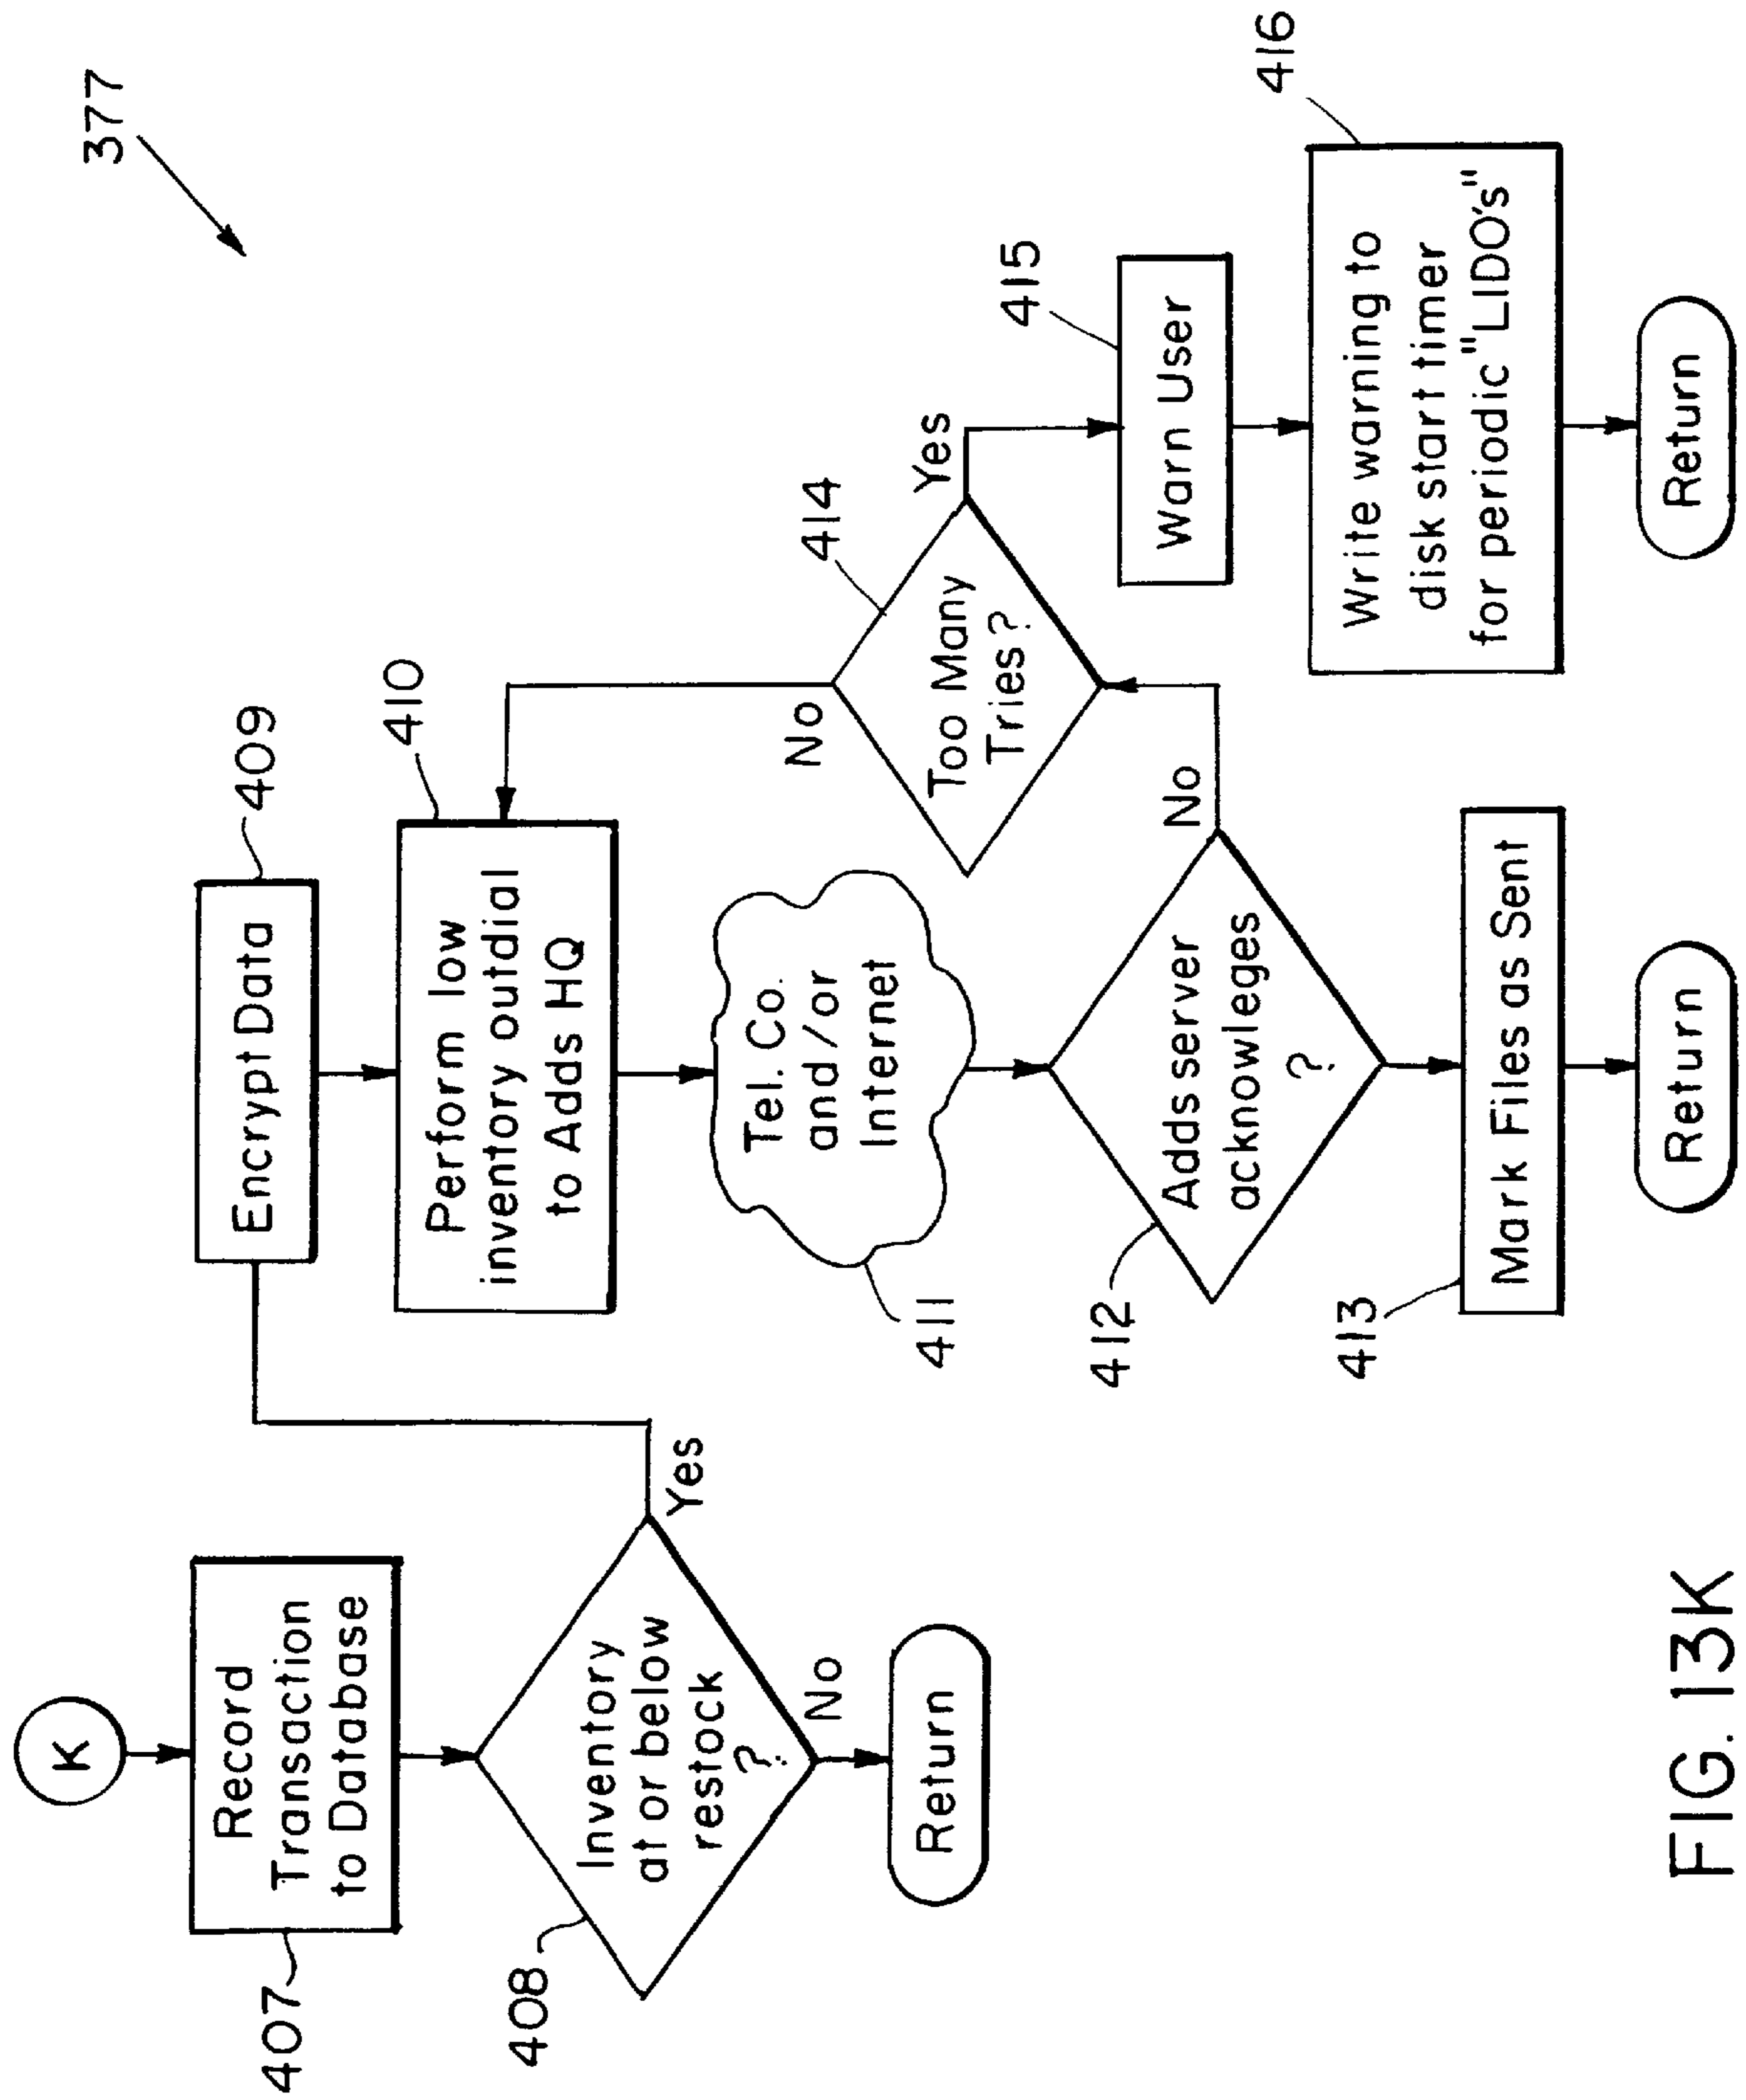 377
K
407
Record
Transaction
to Database
408
Inventory
at or below
restock
?
Yes
No
Return
409
Encrypt Data
410
Perform low
inventory outdial
to Adds HQ
411
Tel. Co.
and/or
Internet
412
Adds server
acknowleges
?
No
413
Mark Files as Sent
Return
414
Too Many
Tries?
No
Yes
415
Warn User
416
Write warning to
disk start timer
for periodic "LIDO's"
Return
FIG. 13K